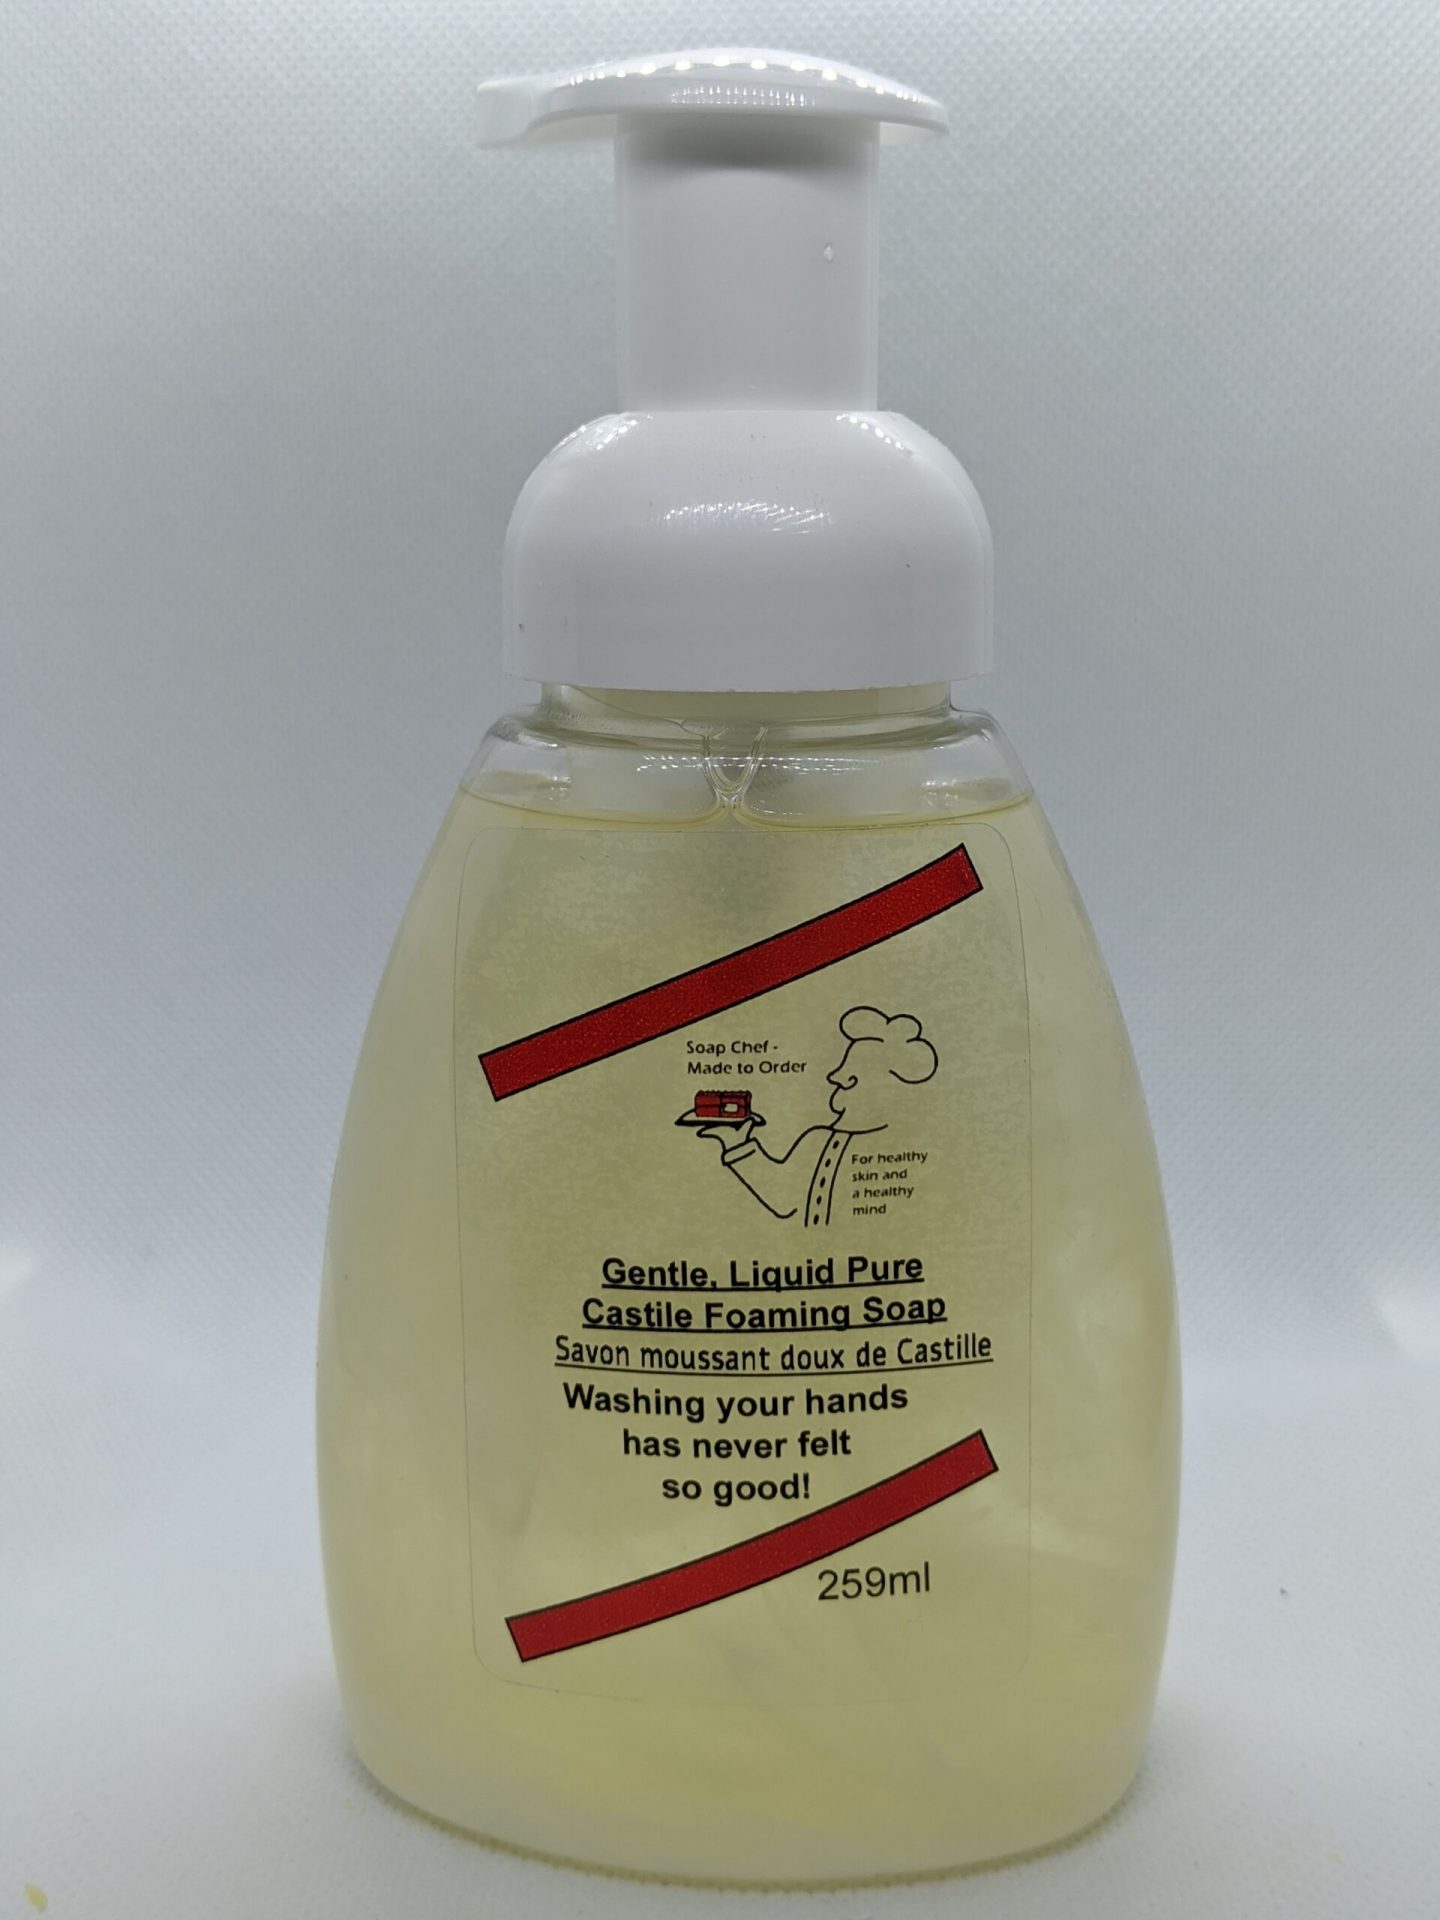 Soap Chef -
Made to Order
For healthy
skin and
a healthy
mind
Gentle, Liquid Pure
Castile Foaming Soap
Savon moussant doux de Castille
Washing your hands
has never felt
so good!
259ml